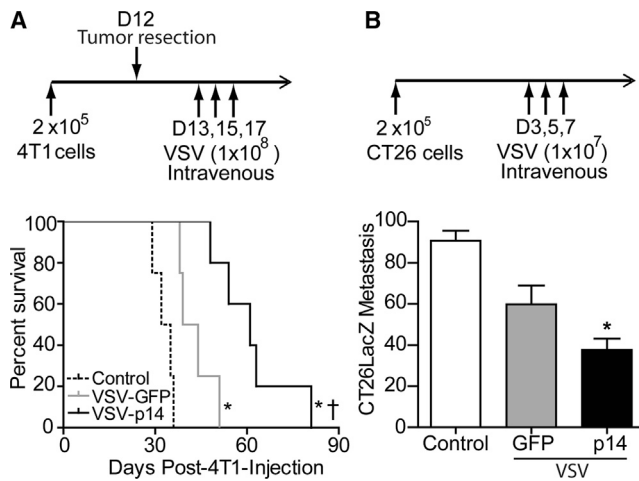 A
D12
Tumor resection
2 x10⁵
4T1 cells
D13,15,17
VSV (1x10⁸)
Intravenous
Percent survival
100
80
60
40
20
0
Control
VSV-GFP
VSV-p14
*
* †
0 30 60 90
Days Post-4T1-Injection
B
2 x10⁵
CT26 cells
D3,5,7
VSV (1x10⁷)
Intravenous
CT26LacZ Metastasis
100
80
60
40
20
0
*
Control GFP p14
VSV